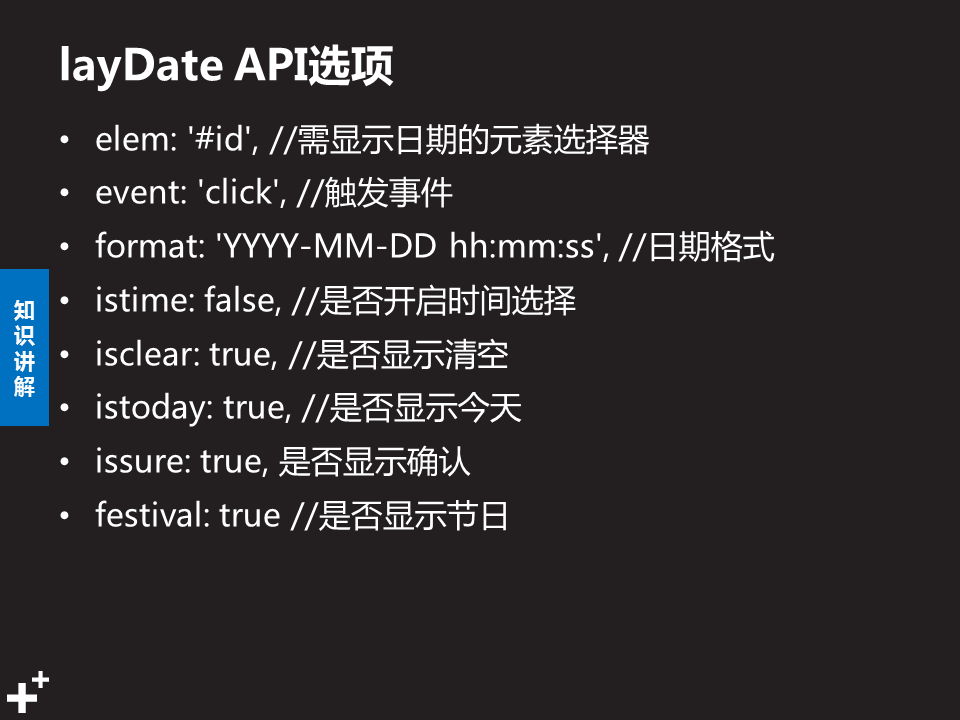 layDate API选项
• elem: '#id', //需显示日期的元素选择器
• event: 'click', //触发事件
• format: 'YYYY-MM-DD hh:mm:ss', //日期格式
• istime: false, //是否开启时间选择
• isclear: true, //是否显示清空
• istoday: true, //是否显示今天
• issure: true, 是否显示确认
• festival: true //是否显示节日
知
识
讲
解